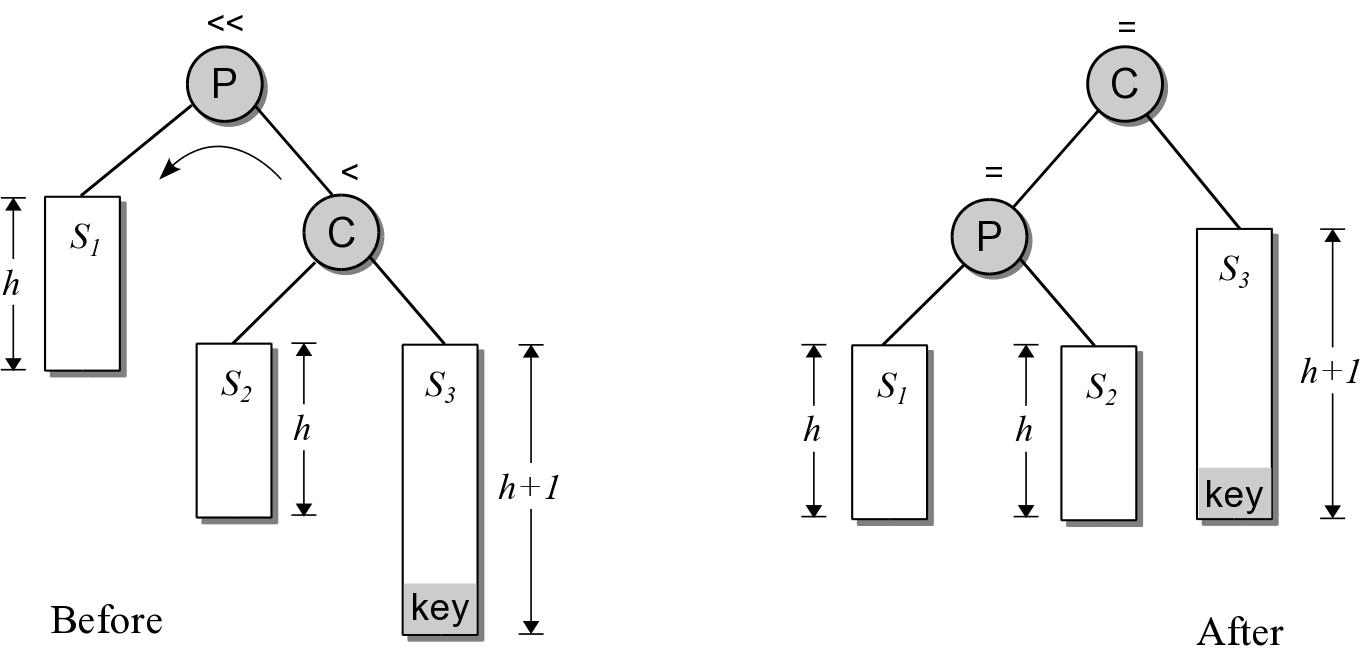 <<
P
<
C
S1
h
S2
h
S3
h+1
key
Before
=
C
=
P
S1
h
S2
h
S3
h+1
key
After